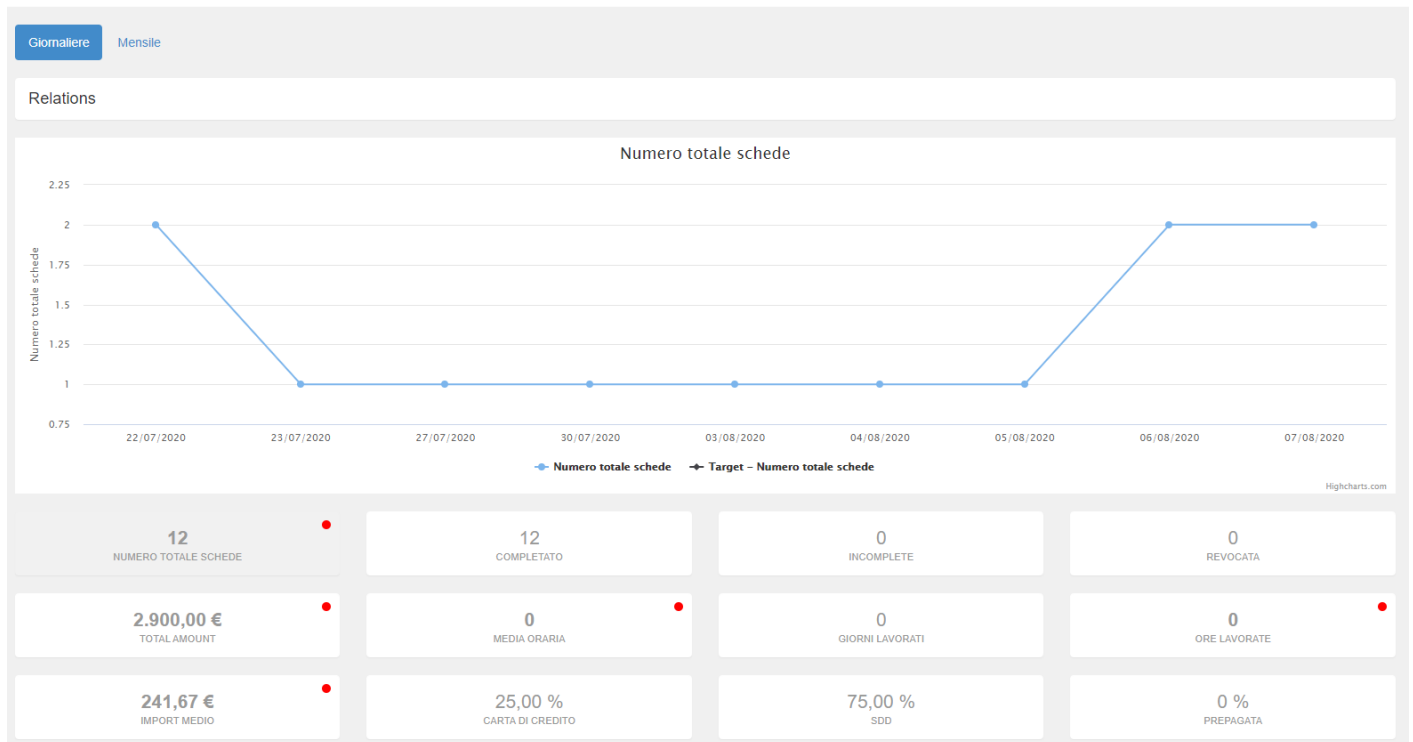 Giornaliere Mensile
Relations
Numero totale schede
2.25
2
1.75
1.5
1.25
1
0.75
Numero totale schede
22/07/2020 23/07/2020 27/07/2020 30/07/2020 03/08/2020 04/08/2020 05/08/2020 06/08/2020 07/08/2020
Numero totale schede Target – Numero totale schede
Highcharts.com
12 12 0 0
NUMERO TOTALE SCHEDE COMPLETATO INCOMPLETE REVOCATA
2.900,00 € 0 0 0
TOTAL AMOUNT MEDIA ORARIA GIORNI LAVORATI ORE LAVORATE
241,67 € 25,00 % 75,00 % 0 %
IMPORT MEDIO CARTA DI CREDITO SDD PREPAGATA